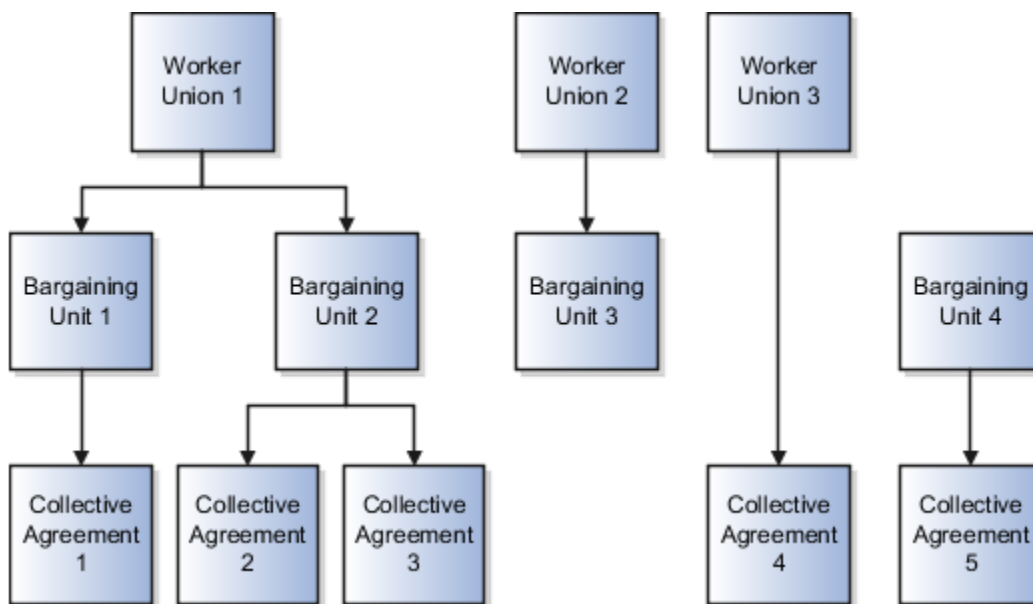 Worker
Union 1
Worker
Union 2
Worker
Union 3
Bargaining
Unit 1
Bargaining
Unit 2
Bargaining
Unit 3
Bargaining
Unit 4
Collective
Agreement
1
Collective
Agreement
2
Collective
Agreement
3
Collective
Agreement
4
Collective
Agreement
5